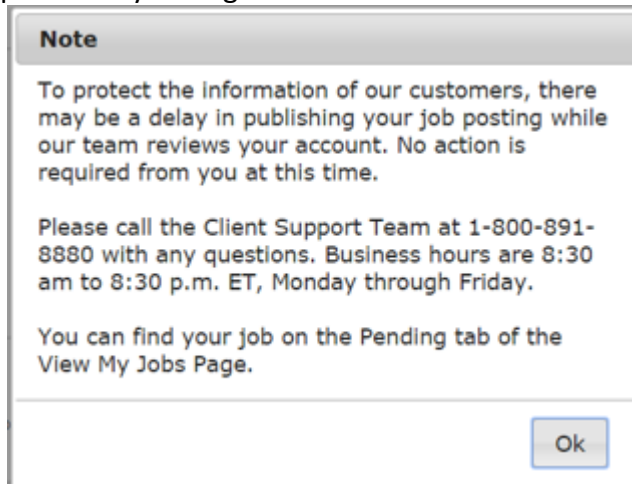 Note
To protect the information of our customers, there
may be a delay in publishing your job posting while
our team reviews your account. No action is
required from you at this time.
Please call the Client Support Team at 1-800-891-
8880 with any questions. Business hours are 8:30
am to 8:30 p.m. ET, Monday through Friday.
You can find your job on the Pending tab of the
View My Jobs Page.
Ok